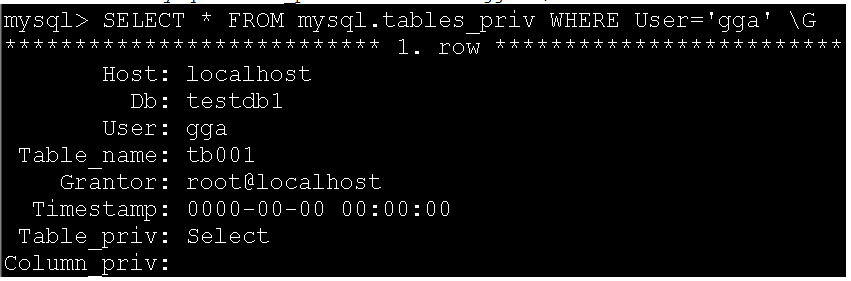 mysql> SELECT * FROM mysql.tables_priv WHERE User='gga' \G
*************************** 1. row ***************************
Host: localhost
Db: testdb1
User: gga
Table_name: tb001
Grantor: root@localhost
Timestamp: 0000-00-00 00:00:00
Table_priv: Select
Column_priv: